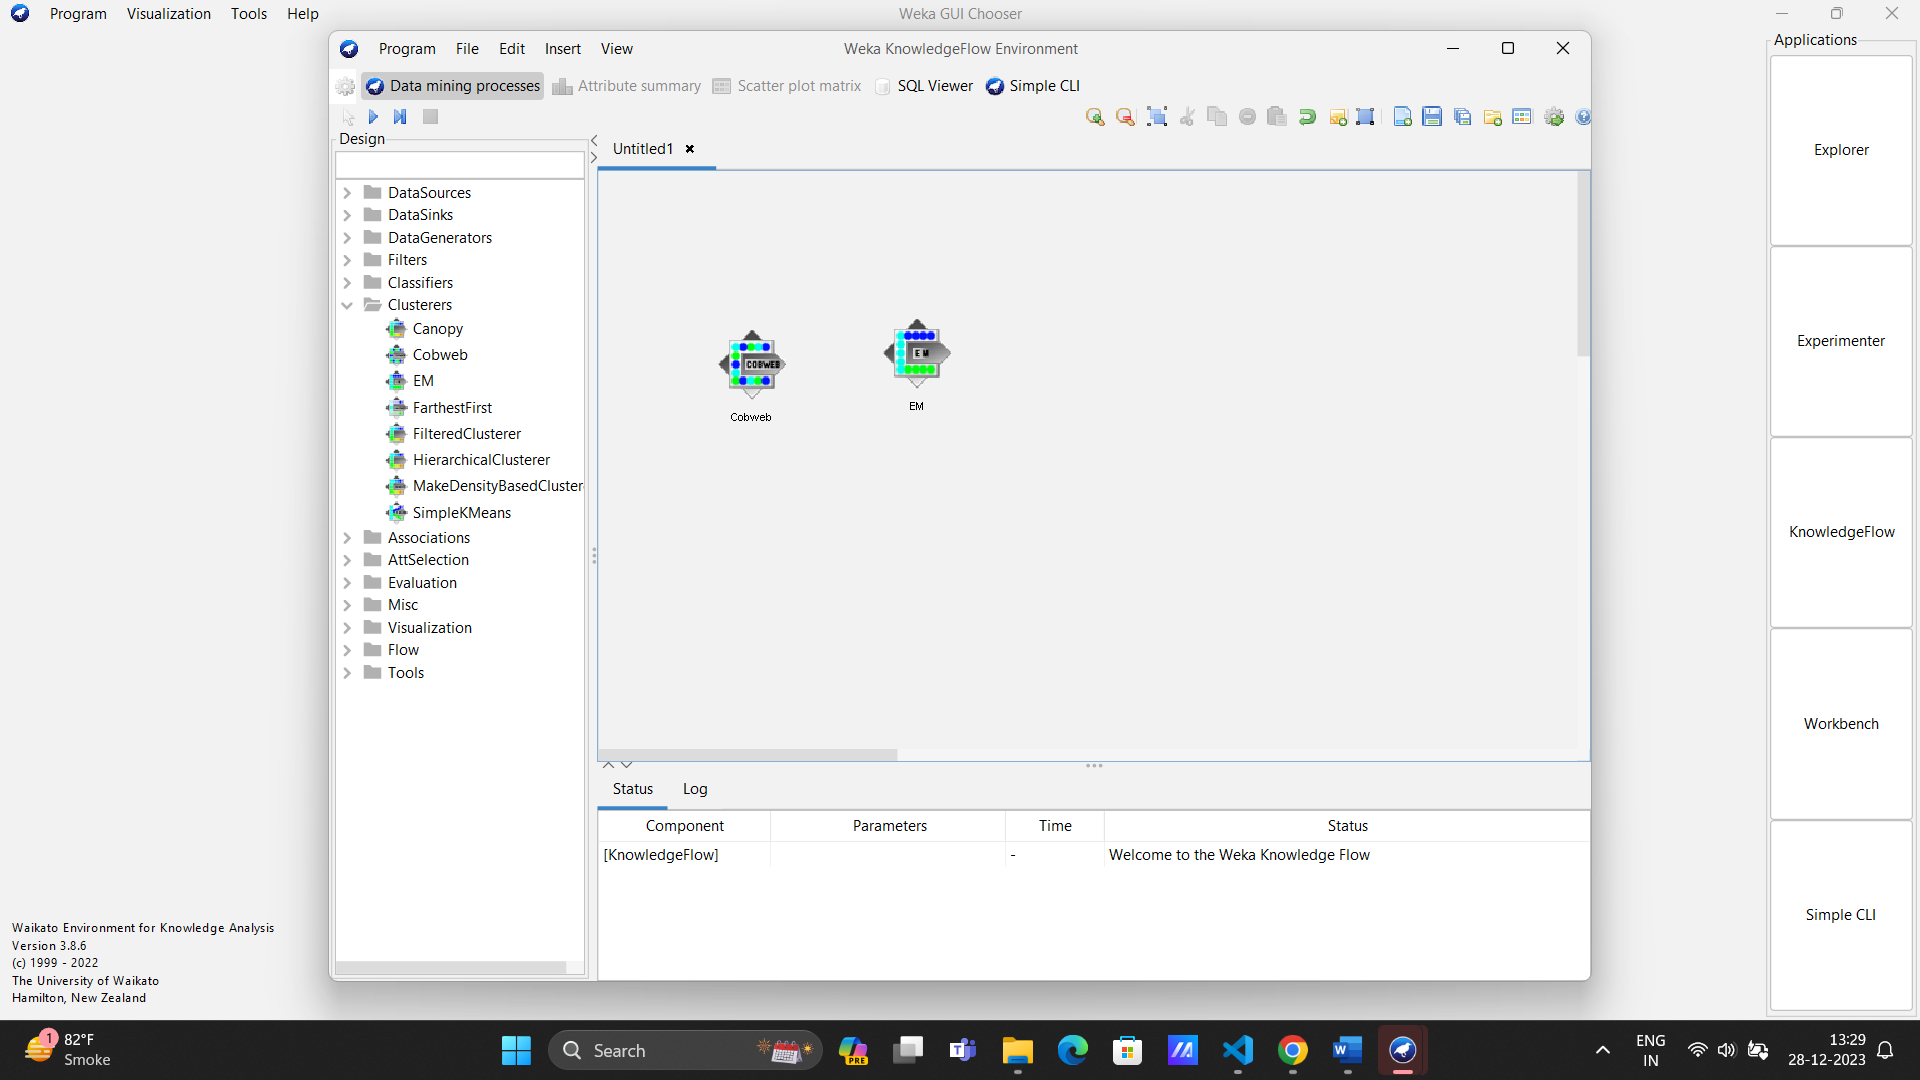 Program Visualization Tools Help Weka GUI Chooser
Applications
Program File Edit Insert View Weka KnowledgeFlow Environment
Data mining processes Attribute summary Scatter plot matrix SQL Viewer Simple CLI
Design
Untitled1
DataSources
DataSinks
DataGenerators
Filters
Classifiers
Clusterers
Canopy
Cobweb
EM
FarthestFirst
FilteredClusterer
HierarchicalClusterer
MakeDensityBasedCluster
SimpleKMeans
Associations
AttSelection
Evaluation
Misc
Visualization
Flow
Tools
COBWEB
Cobweb
EM
EM
Status Log
Component Parameters Time Status
[KnowledgeFlow] - Welcome to the Weka Knowledge Flow
Explorer
Experimenter
KnowledgeFlow
Workbench
Simple CLI
Waikato Environment for Knowledge Analysis
Version 3.8.6
(c) 1999 - 2022
The University of Waikato
Hamilton, New Zealand
1
82°F
Smoke
Search
PRE
ENG
IN
13:29
28-12-2023